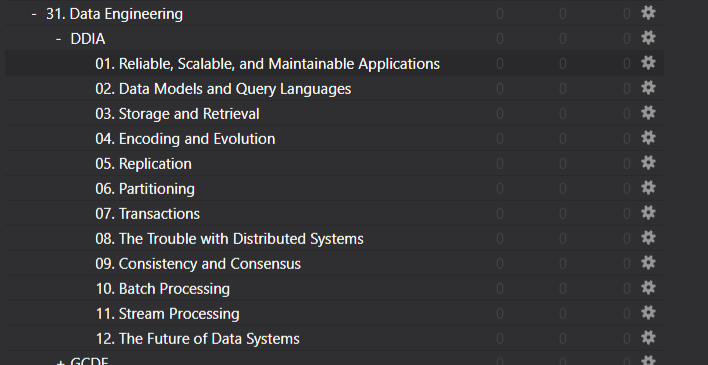 - 31. Data Engineering 0 0 0
- DDIA 0 0 0
01. Reliable, Scalable, and Maintainable Applications 0 0 0
02. Data Models and Query Languages 0 0 0
03. Storage and Retrieval 0 0 0
04. Encoding and Evolution 0 0 0
05. Replication 0 0 0
06. Partitioning 0 0 0
07. Transactions 0 0 0
08. The Trouble with Distributed Systems 0 0 0
09. Consistency and Consensus 0 0 0
10. Batch Processing 0 0 0
11. Stream Processing 0 0 0
12. The Future of Data Systems 0 0 0